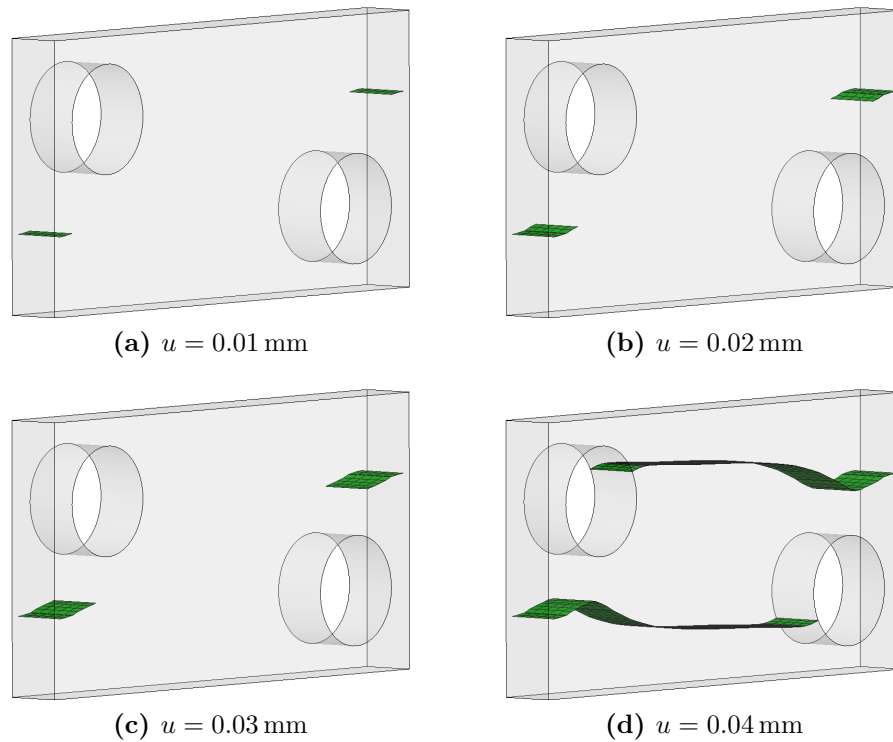 (a) u = 0.01 mm
(b) u = 0.02 mm
(c) u = 0.03 mm
(d) u = 0.04 mm